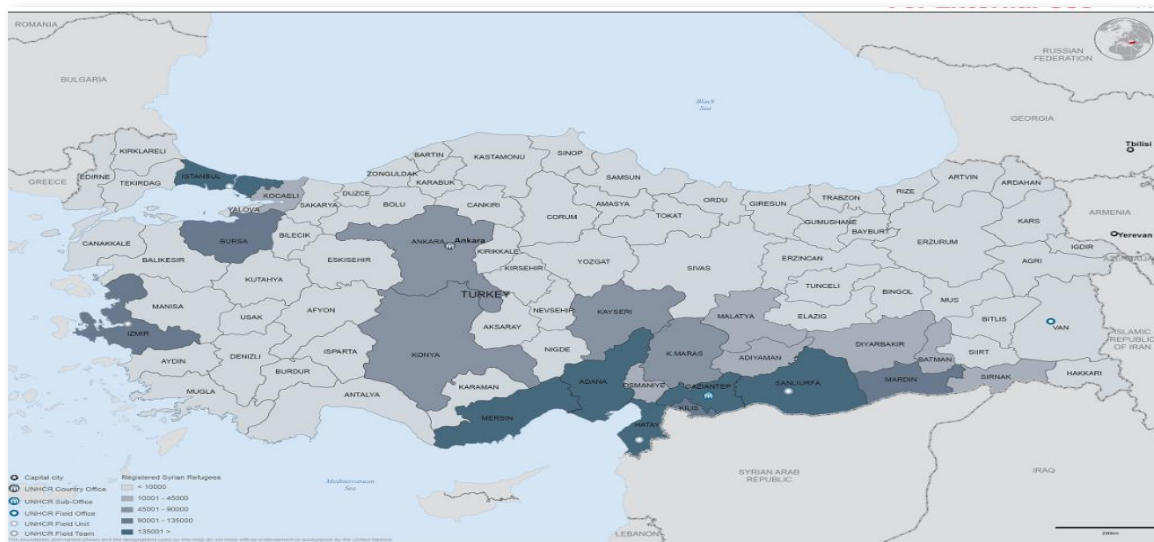 ROMANIA
RUSSIAN
FEDERATION
BULGARIA
Black
Sea
GEORGIA
Tbilisi
KIRKLARELI
EDIRNE
TEKIRDAG
ISTANBUL
GREECE
KOCAELI
YALOVA
SAKARYA
DUZCE
BOLU
ZONGULDAK
BARTIN
KARABUK
KASTAMONU
CANKIRI
SINOP
SAMSUN
CORUM
AMASYA
TOKAT
ORDU
GIRESUN
TRABZON
GUMUSHANE
BAYBURT
RIZE
ARTVIN
ARDAHAN
KARS
ARMENIA
Yerevan
IGDIR
AZERBAIJAN
AGRI
ERZURUM
ERZINCAN
CANAKKALE
BALIKESIR
BURSA
BILECIK
ESKISEHIR
ANKARA
Ankara
KIRIKKALE
KIRSEHIR
YOZGAT
SIVAS
TUNCELI
BINGOL
MUS
BITLIS
VAN
ISLAMIC
REPUBLIC
OF IRAN
KUTAHYA
MANISA
USAK
AFYON
TURKEY
NEVSEHIR
KAYSERI
MALATYA
ELAZIG
DIYARBAKIR
BATMAN
SIIRT
HAKKARI
IZMIR
AYDIN
DENIZLI
ISPARTA
BURDUR
KONYA
AKSARAY
NIGDE
K.MARAS
ADIYAMAN
MARDIN
SIRNAK
MUGLA
ANTALYA
KARAMAN
MERSIN
ADANA
OSMANIYE
GAZIANTEP
KILIS
SANLIURFA
HATAY
SYRIAN ARAB
REPUBLIC
IRAQ
Mediterranean
Sea
LEBANON
Capital city
UNHCR Country Office
UNHCR Sub-Office
UNHCR Field Office
UNHCR Field Unit
UNHCR Field Team
Registered Syrian Refugees
< 10000
10001 - 45000
45001 - 90000
90001 - 135000
135001 >